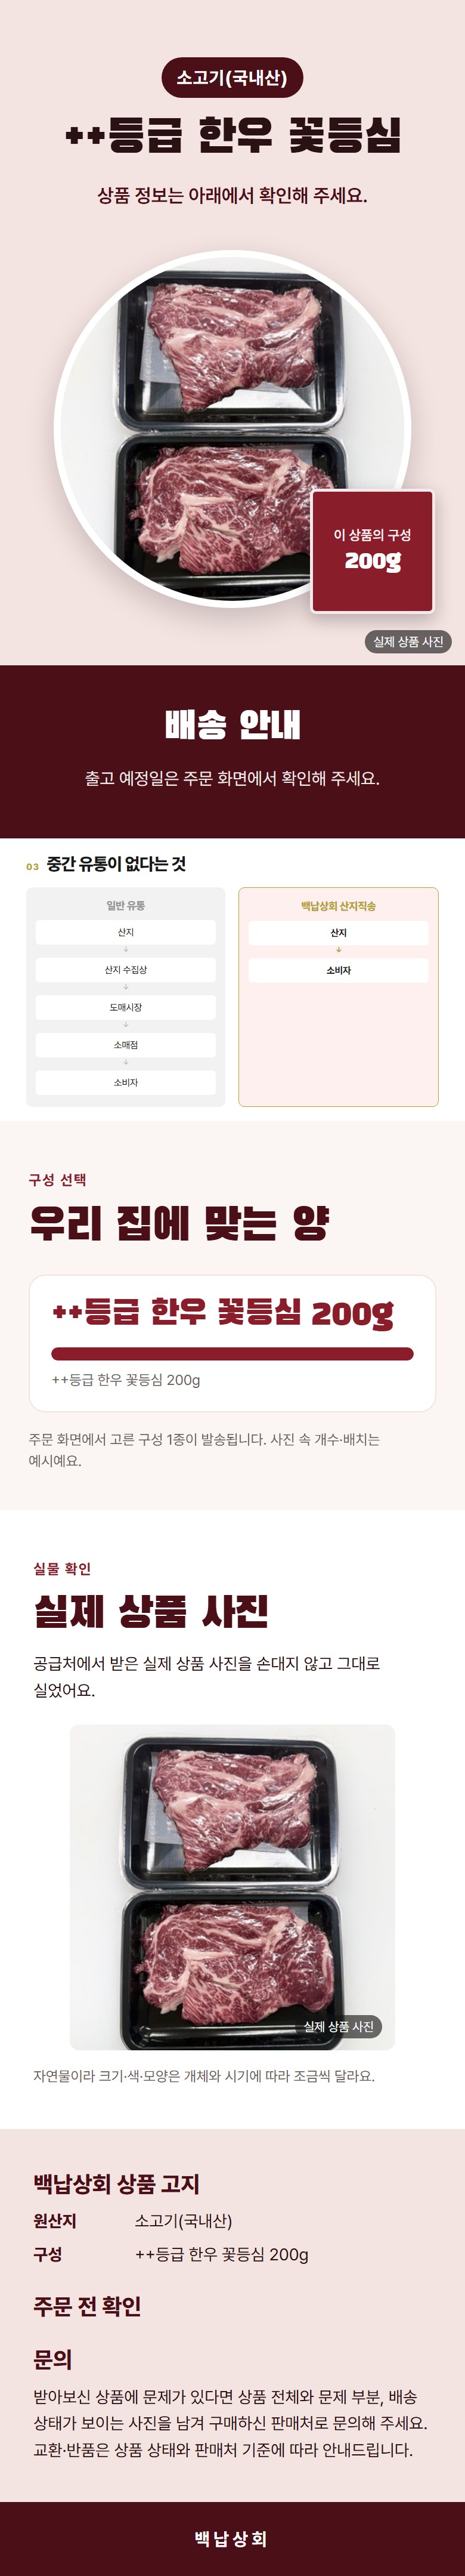 소고기(국내산)
++등급 한우 꽃등심
상품 정보는 아래에서 확인해 주세요.
이 상품의 구성
200g
실제 상품 사진
배송 안내
출고 예정일은 주문 화면에서 확인해 주세요.
03 중간 유통이 없다는 것
일반 유통
산지
↓
산지 수집상
↓
도매시장
↓
소매점
↓
소비자
백납상회 산지직송
산지
↓
소비자
구성 선택
우리 집에 맞는 양
++등급 한우 꽃등심 200g
++등급 한우 꽃등심 200g
주문 화면에서 고른 구성 1종이 발송됩니다. 사진 속 개수·배치는
예시예요.
실물 확인
실제 상품 사진
공급처에서 받은 실제 상품 사진을 손대지 않고 그대로
실었어요.
실제 상품 사진
자연물이라 크기·색·모양은 개체와 시기에 따라 조금씩 달라요.
백납상회 상품 고지
원산지 소고기(국내산)
구성 ++등급 한우 꽃등심 200g
주문 전 확인
문의
받아보신 상품에 문제가 있다면 상품 전체와 문제 부분, 배송
상태가 보이는 사진을 남겨 구매하신 판매처로 문의해 주세요.
교환·반품은 상품 상태와 판매처 기준에 따라 안내드립니다.
백납상회